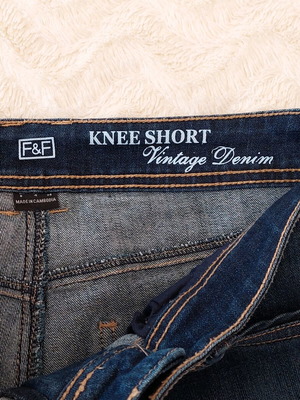 F&F
KNEE SHORT
Vintage Denim
MADE IN CAMBODIA